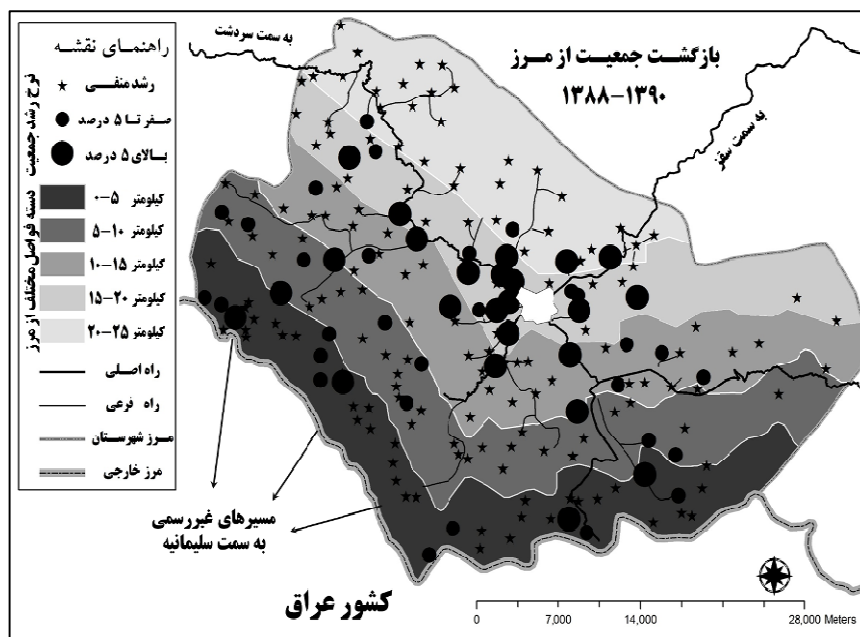 راهنمای نقشه
نرخ رشد جمعیت
رشد منفی
صفر تا ۵ درصد
بالای ۵ درصد
دسته فواصل مختلف از مرز
۰-۵ کیلومتر
۵-۱۰ کیلومتر
۱۰-۱۵ کیلومتر
۱۵-۲۰ کیلومتر
۲۰-۲۵ کیلومتر
راه اصلی
راه فرعی
مرز شهرستان
مرز خارجی
به سمت سردشت
بازگشت جمعیت از مرز
۱۳۸۸-۱۳۹۰
به سمت سقز
مسیرهای غیررسمی
به سمت سلیمانیه
کشور عراق
0 7,000 14,000 28,000 Meters